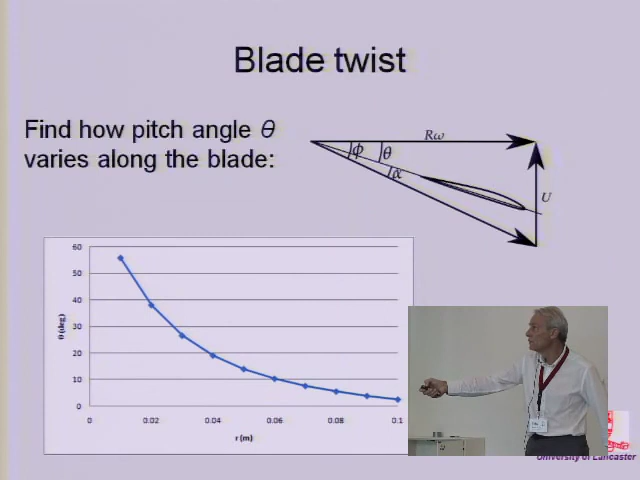 Blade twist
Find how pitch angle θ
varies along the blade:
Rω
ϕ
θ
α
U
60
50
40
30
20
10
0
θ (deg)
0
0.02
0.04
0.06
0.08
0.1
r (m)
University of Lancaster